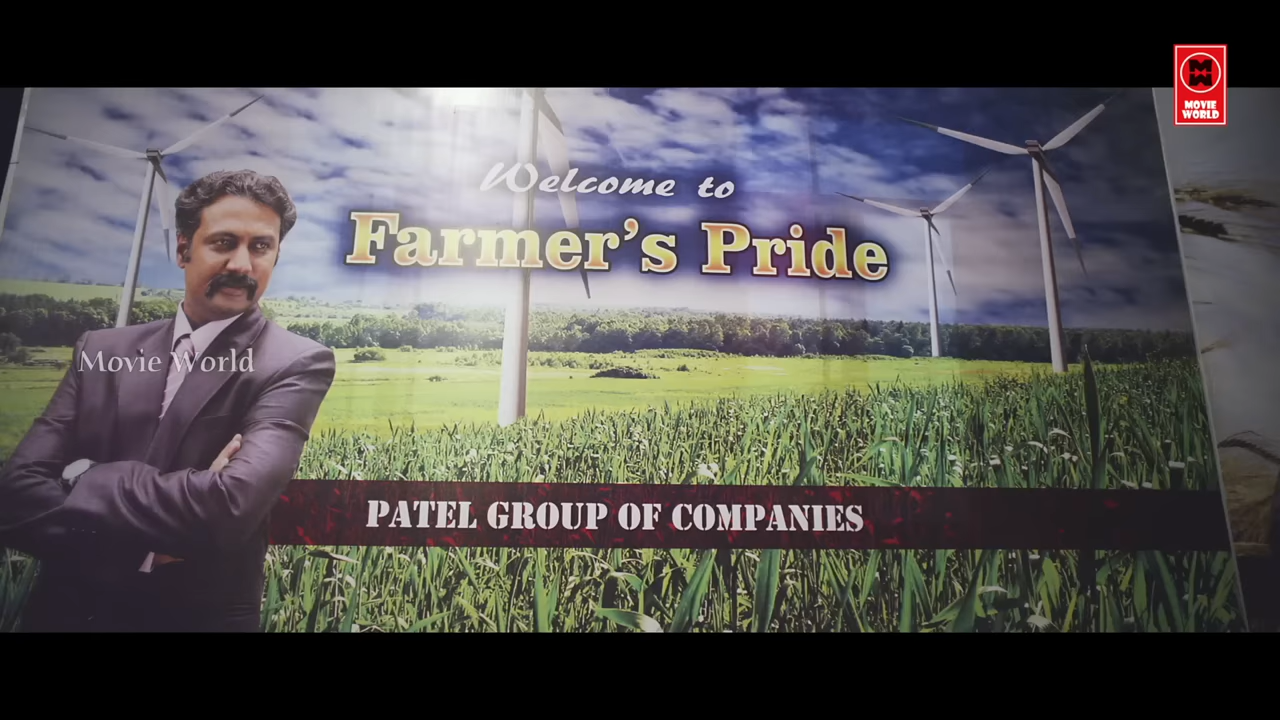 MOVIE
WORLD
Welcome to
Farmer's Pride
Movie World
PATEL GROUP OF COMPANIES